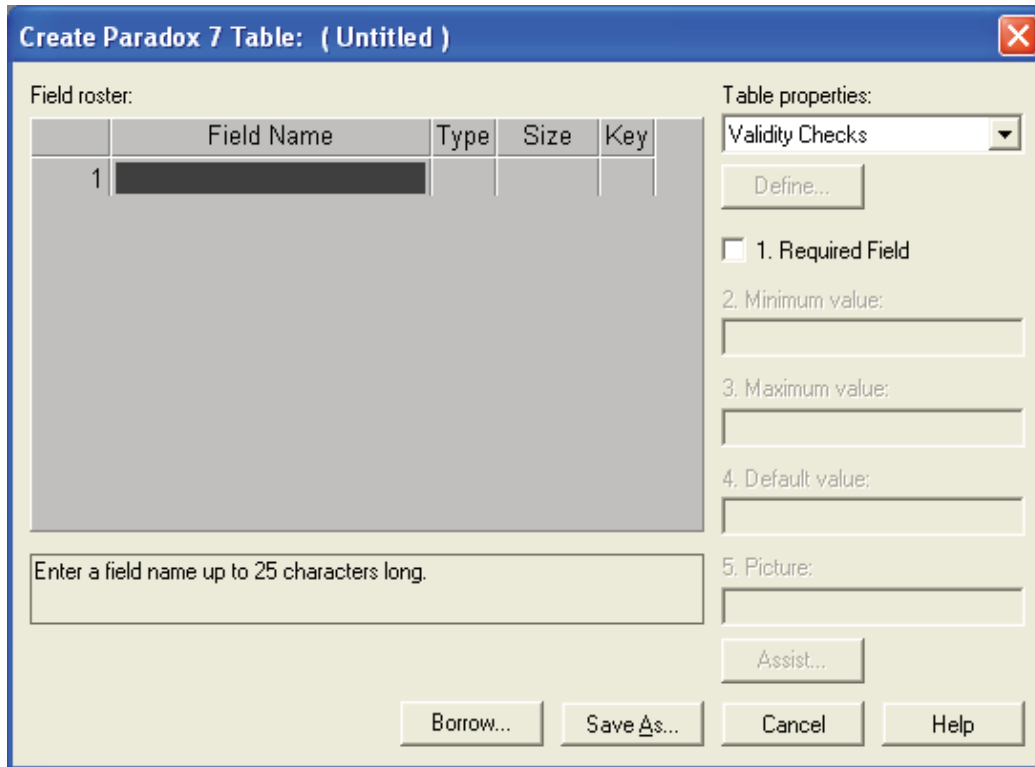 Create Paradox 7 Table: ( Untitled )
Field roster:
Field Name Type Size Key
1
Enter a field name up to 25 characters long.
Table properties:
Validity Checks
Define...
1. Required Field
2. Minimum value:
3. Maximum value:
4. Default value:
5. Picture:
Assist...
Borrow... Save As... Cancel Help